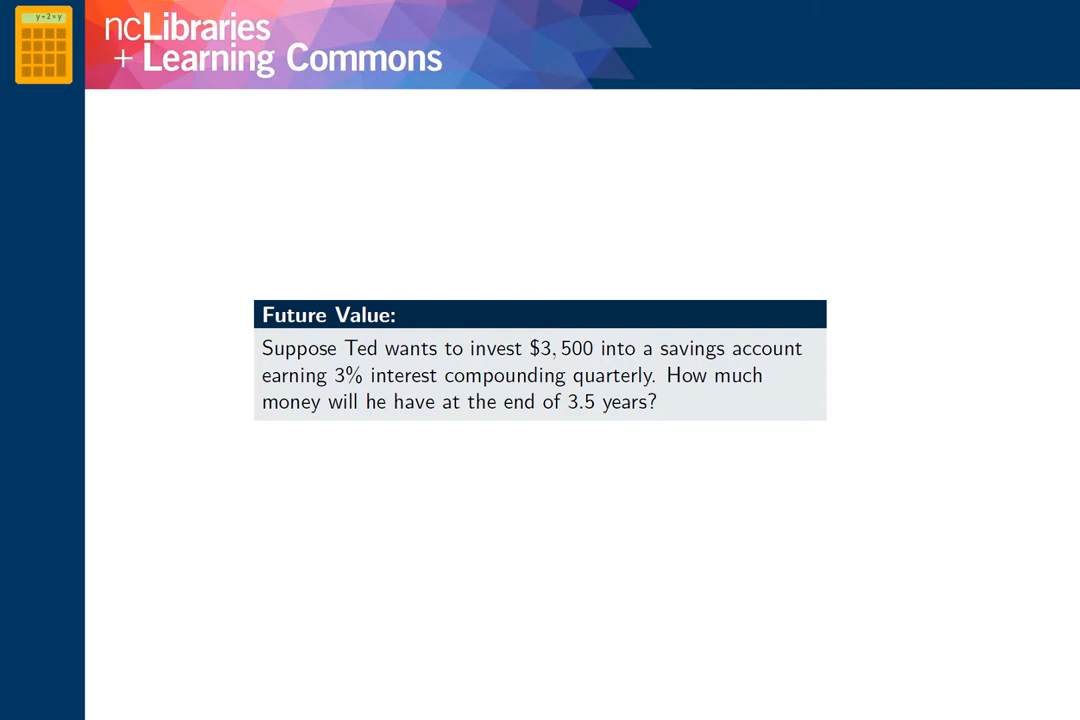 y + 2 = y
ncLibraries
+ Learning Commons
Future Value:
Suppose Ted wants to invest $3, 500 into a savings account
earning 3% interest compounding quarterly. How much
money will he have at the end of 3.5 years?